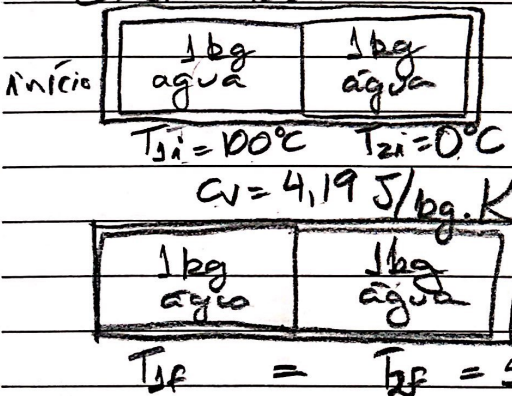 1kg 1kg
início água água
T1i = 100°C T2i = 0°C
Cv = 4,19 J/kg.K
1kg 1kg
água água
T1f = T2f =